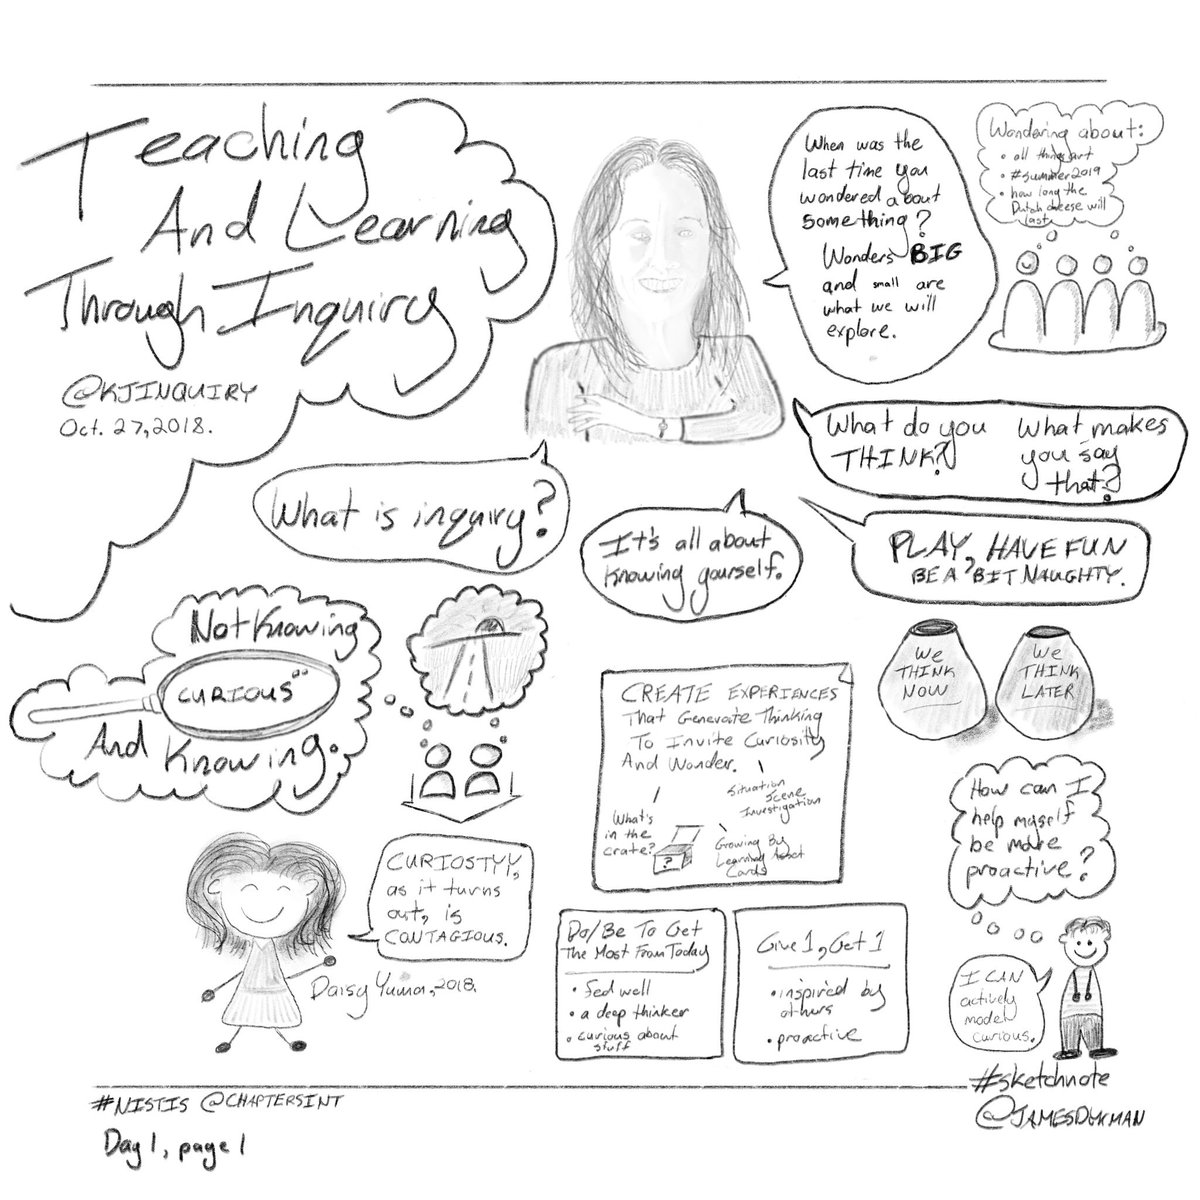 Teaching
And Learning
Through Inquiry
@KJINQUIRY
Oct. 27, 2018.
When was the
last time you
wondered about
something?
Wonders BIG
and small are
what we will
explore.
Wondering about:
• all things art
• #summer2019
• how long the
Dutch cheese will
last
What do you
THINK?
What makes
you say
that?
What is inquiry?
It's all about
knowing yourself.
PLAY, HAVE FUN
BE A BIT NAUGHTY.
Not Knowing
CURIOUS
And Knowing.
We
THINK
NOW
We
THINK
LATER
CREATE EXPERIENCES
That Generate Thinking
To Invite Curiosity
And Wonder.
Situation
Scene
Investigation
What's
in the
crate?
?
Growing By
Learning Asset
Cards
How can I
help myself
be more
proactive?
CURIOSTYY,
as it turns
out, is
CONTAGIOUS.
Daisy Yuma, 2018.
Do/Be To Get
The Most From Today
• fed well
• a deep thinker
• curious about
stuff
Give 1, Get 1
• inspired by
others
• proactive
I CAN
actively
model
curious.
#sketchnote
@JAMESDYKMAN
#NISTIS @CHAPTERSINT
Day 1, page 1